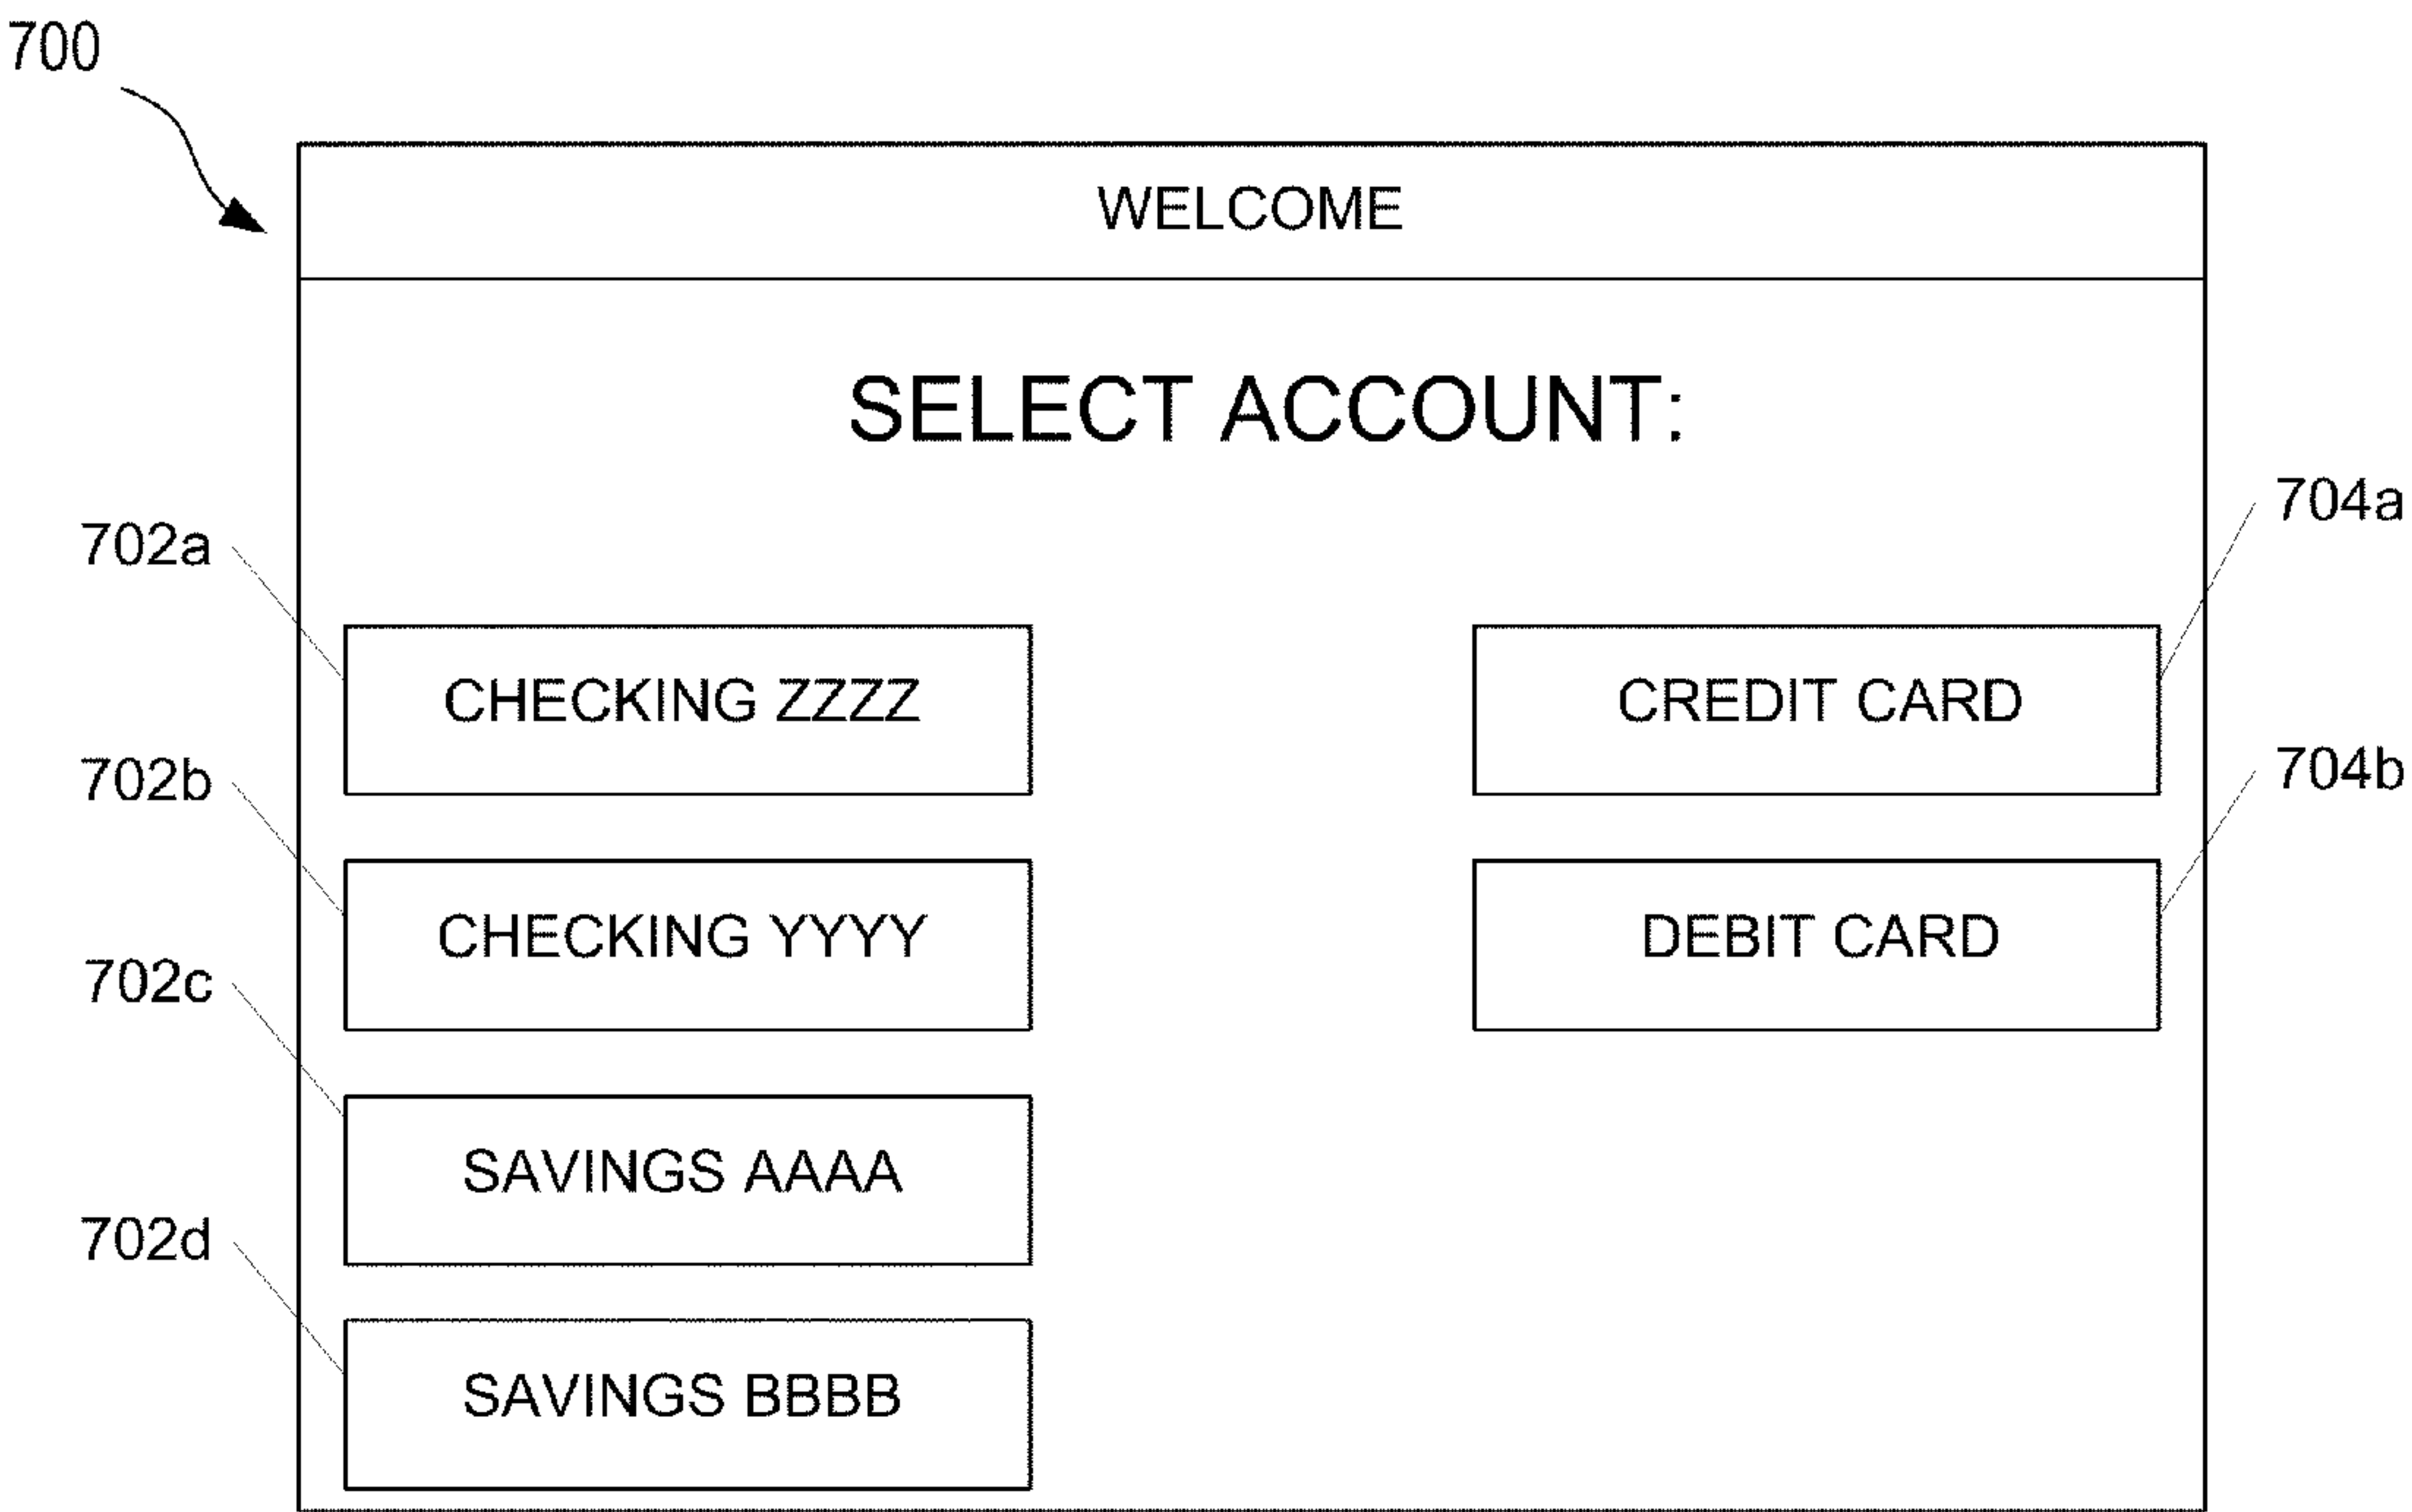 700
WELCOME
SELECT ACCOUNT:
702a
704a
CHECKING ZZZZ
CREDIT CARD
702b
704b
CHECKING YYYY
DEBIT CARD
702c
SAVINGS AAAA
702d
SAVINGS BBBB